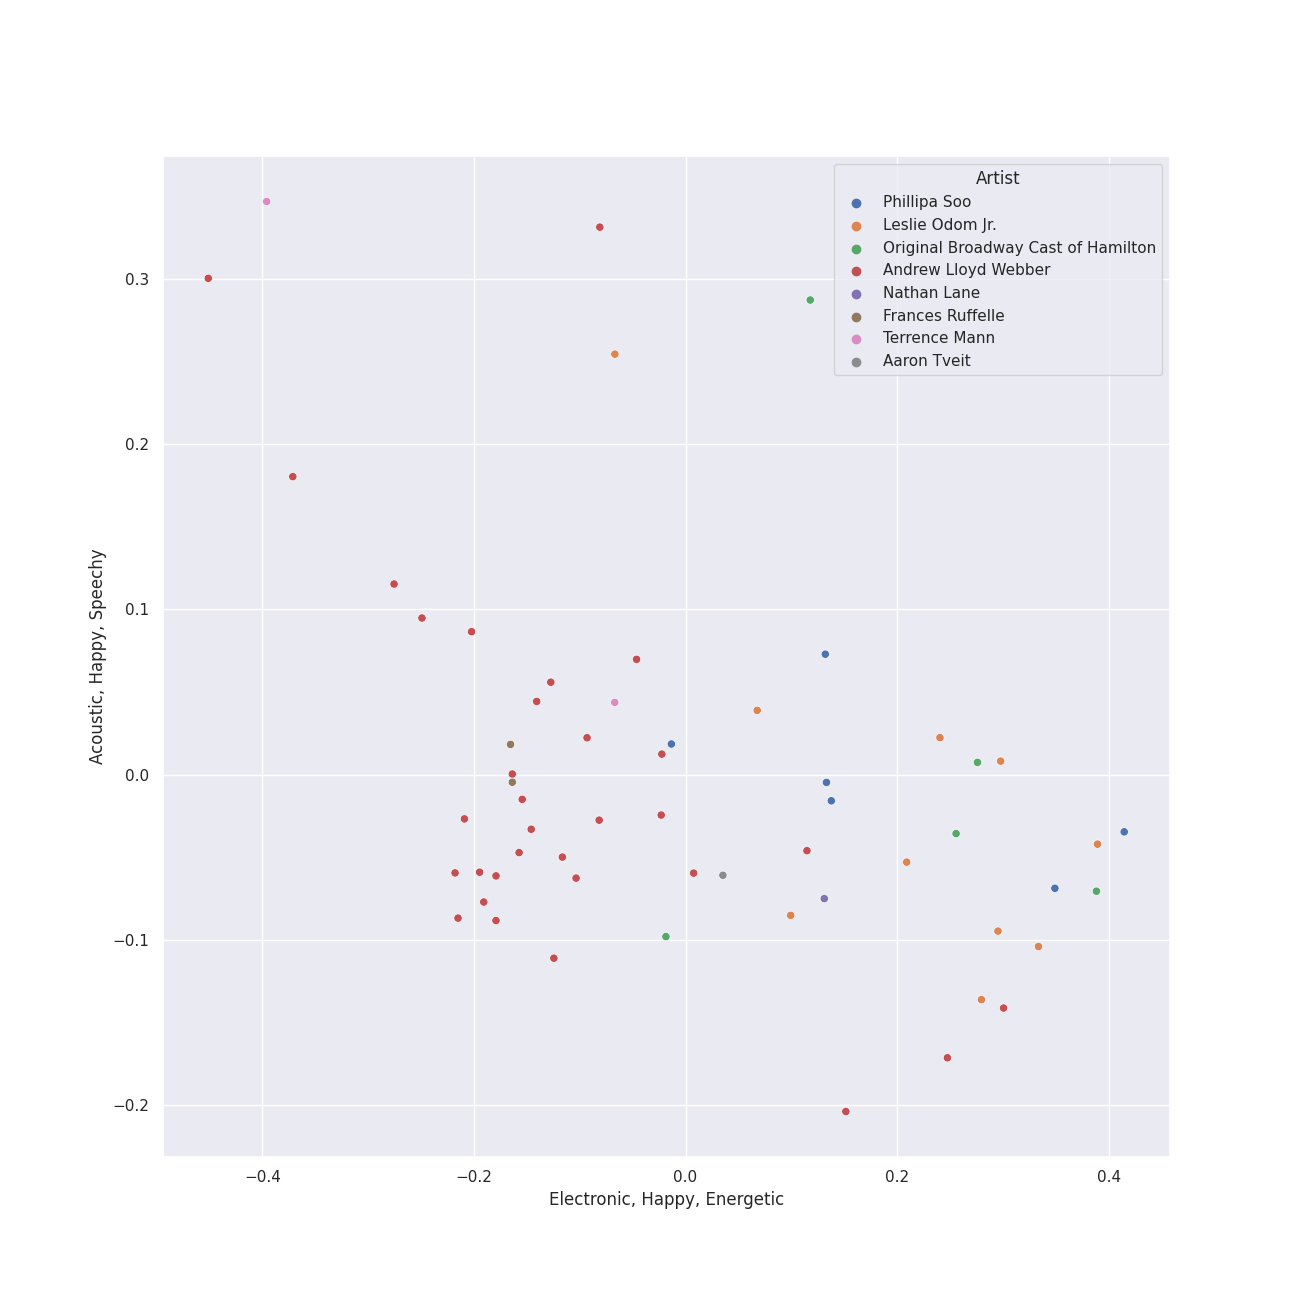 Artist
Phillipa Soo
Leslie Odom Jr.
Original Broadway Cast of Hamilton
Andrew Lloyd Webber
Nathan Lane
Frances Ruffelle
Terrence Mann
Aaron Tveit
0.3
0.2
0.1
0.0
−0.1
−0.2
Acoustic, Happy, Speechy
−0.4
−0.2
0.0
0.2
0.4
Electronic, Happy, Energetic